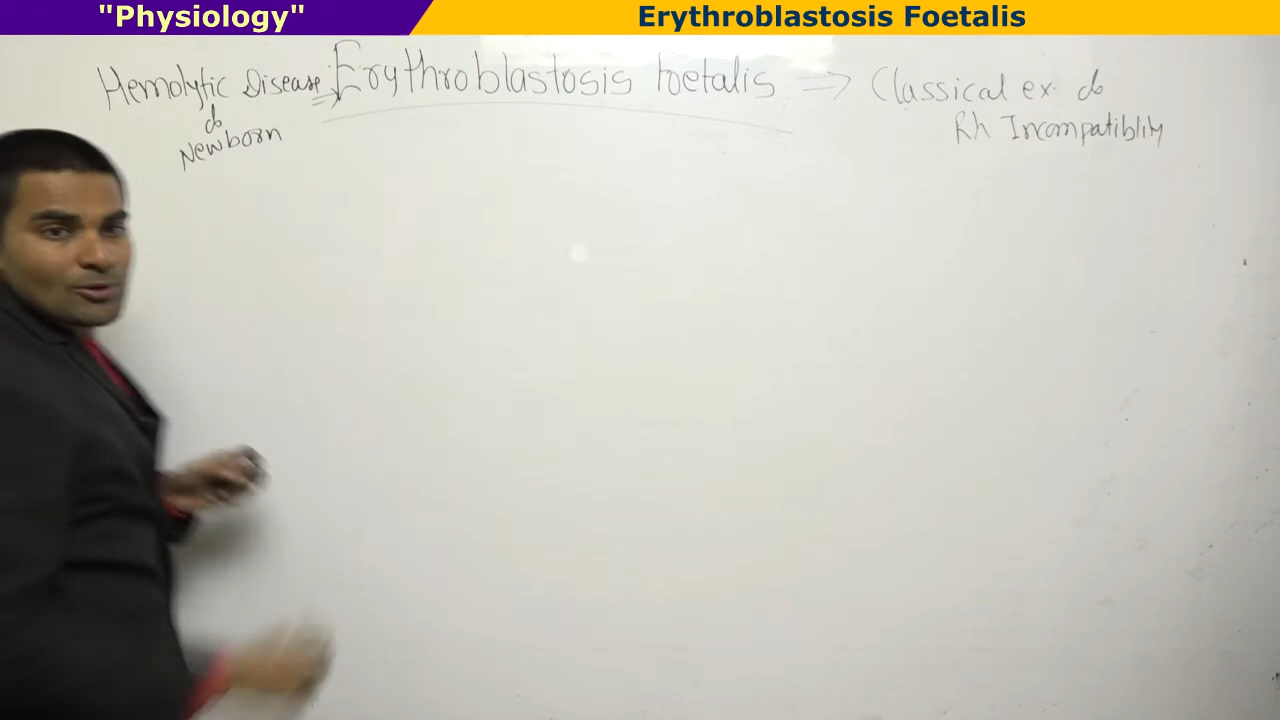 "Physiology"
Erythroblastosis Foetalis
Hemolytic Disease => Erythroblastosis foetalis => Classical ex. of
of
Newborn
Rh Incompatiblity